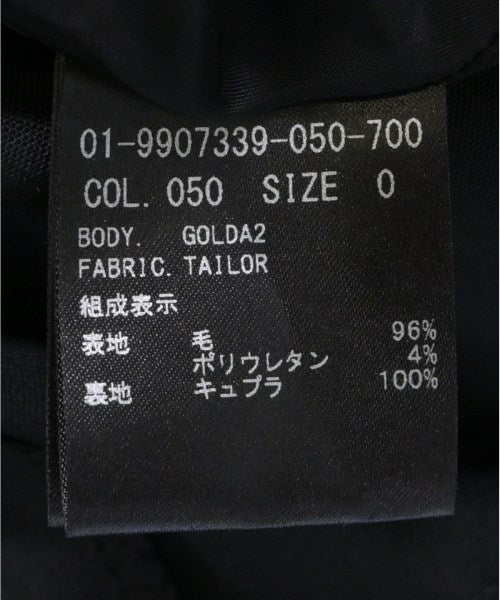 01-9907339-050-700
COL. 050 SIZE 0
BODY. GOLDA2
FABRIC. TAILOR
組成表示
表地 毛 96%
ポリウレタン 4%
裏地 キュプラ 100%